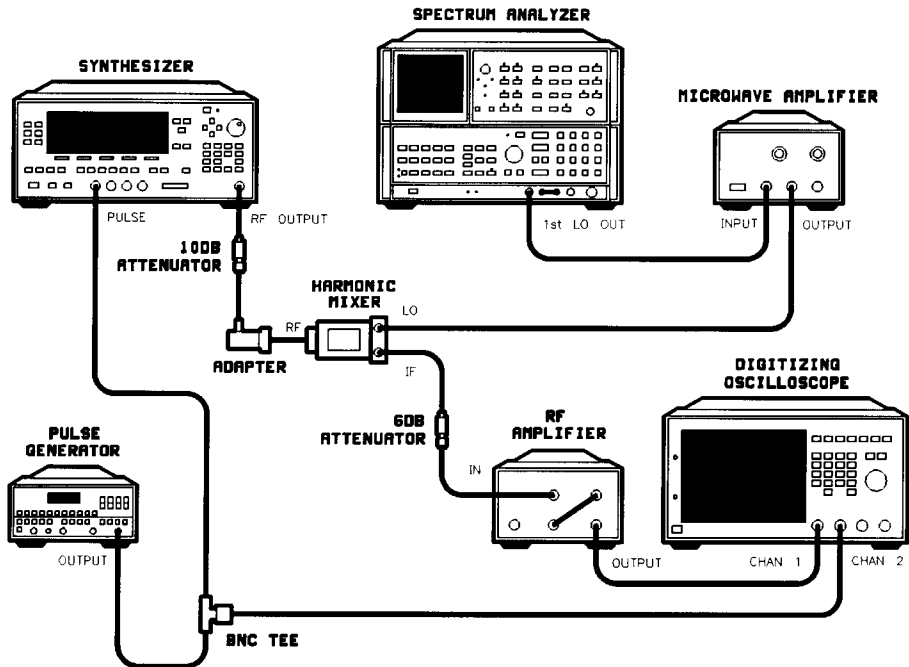 SPECTRUM ANALYZER
SYNTHESIZER
MICROWAVE AMPLIFIER
PULSE
RF OUTPUT
1st LO OUT
INPUT
OUTPUT
10DB
ATTENUATOR
HARMONIC
MIXER
LO
RF
ADAPTER
IF
DIGITIZING
OSCILLOSCOPE
6DB
ATTENUATOR
RF
AMPLIFIER
PULSE
GENERATOR
IN
OUTPUT
OUTPUT
CHAN 1
CHAN 2
BNC TEE